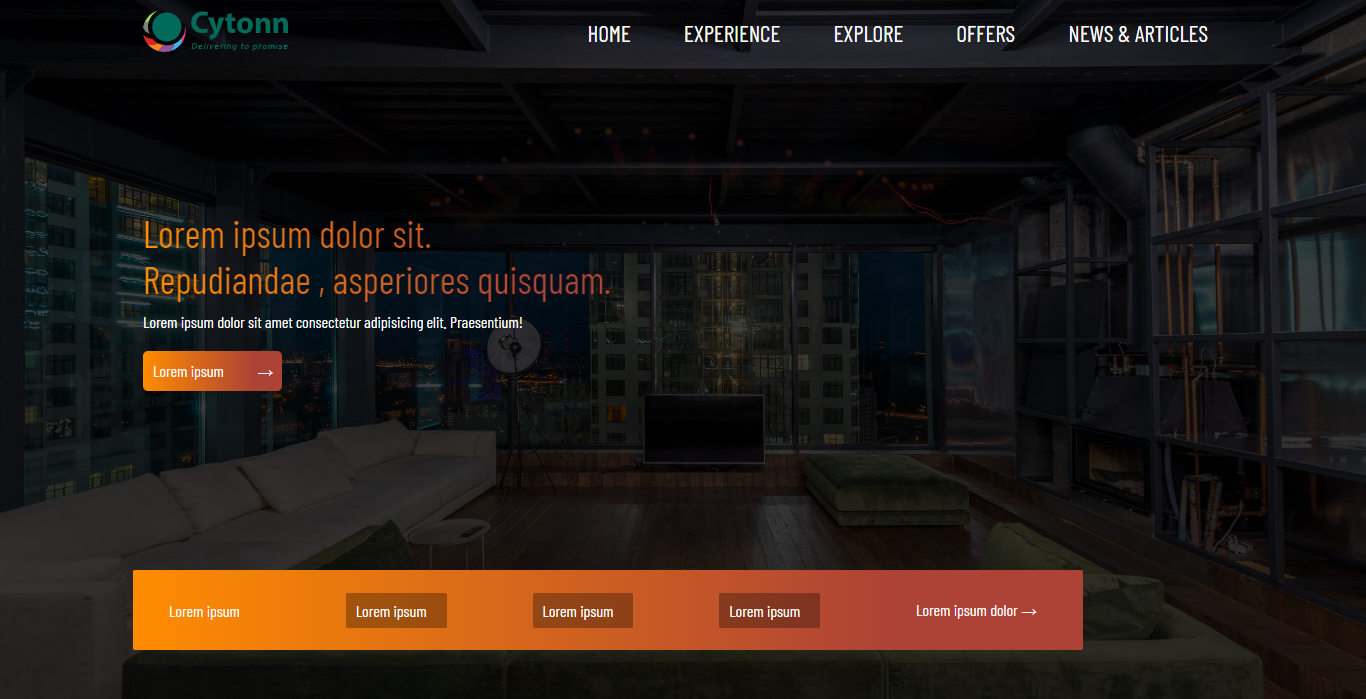 Cytonn
Delivering to promise
HOME EXPERIENCE EXPLORE OFFERS NEWS & ARTICLES
Lorem ipsum dolor sit.
Repudiandae , asperiores quisquam.
Lorem ipsum dolor sit amet consectetur adipisicing elit. Praesentium!
Lorem ipsum →
Lorem ipsum Lorem ipsum Lorem ipsum Lorem ipsum Lorem ipsum dolor →